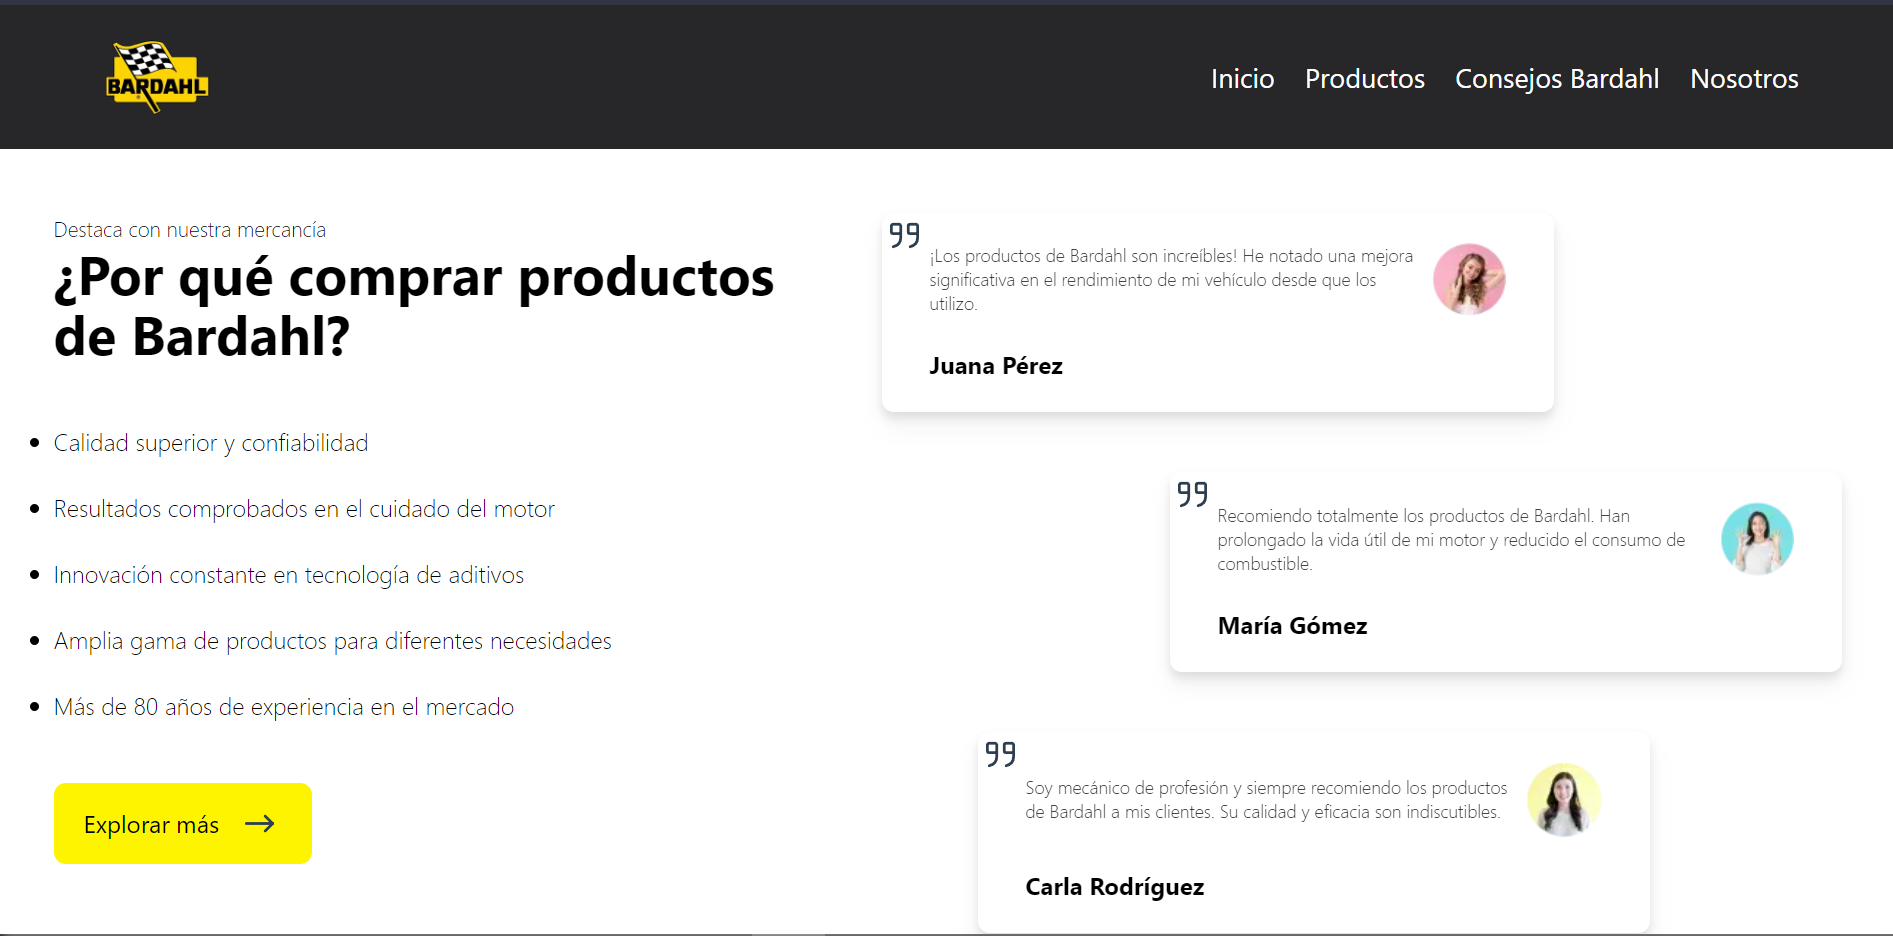 BARDAHL
Inicio Productos Consejos Bardahl Nosotros
Destaca con nuestra mercancía
¿Por qué comprar productos
de Bardahl?
Calidad superior y confiabilidad
Resultados comprobados en el cuidado del motor
Innovación constante en tecnología de aditivos
Amplia gama de productos para diferentes necesidades
Más de 80 años de experiencia en el mercado
Explorar más
¡Los productos de Bardahl son increíbles! He notado una mejora
significativa en el rendimiento de mi vehículo desde que los
utilizo.
Juana Pérez
Recomiendo totalmente los productos de Bardahl. Han
prolongado la vida útil de mi motor y reducido el consumo de
combustible.
María Gómez
Soy mecánico de profesión y siempre recomiendo los productos
de Bardahl a mis clientes. Su calidad y eficacia son indiscutibles.
Carla Rodríguez